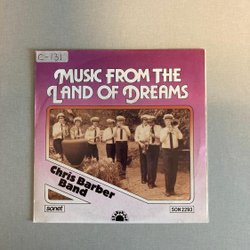 C-131
MUSIC FROM THE
LAND OF DREAMS
Chris Barber
Band
sonet
SON 2293